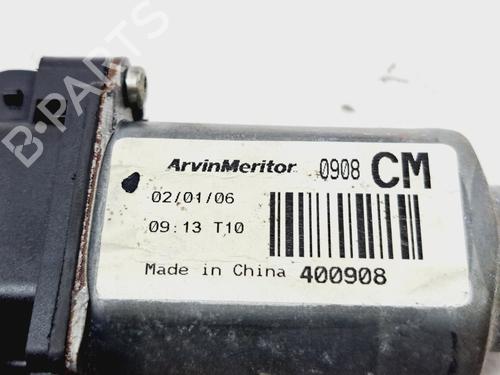 B-PARTS
ArvinMeritor 0908 CM
02/01/06
09:13 T10
Made in China 400908